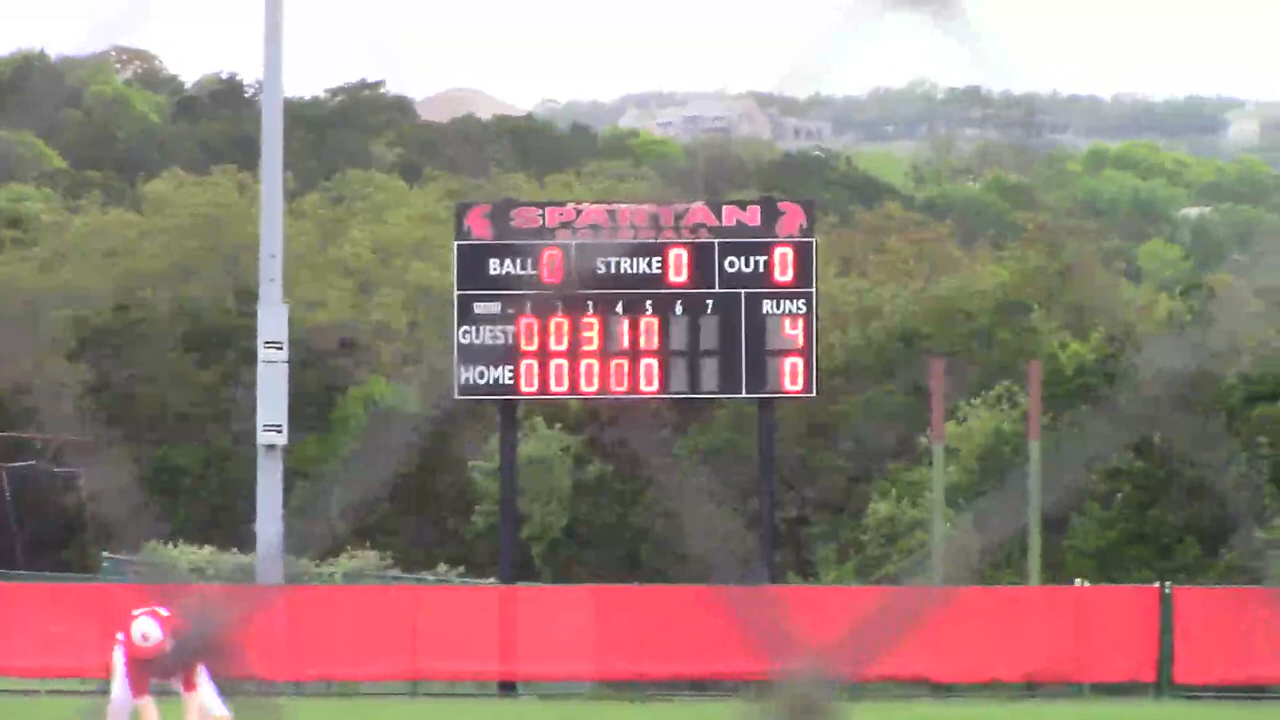 SPARTAN
BASEBALL
BALL 0 STRIKE 0 OUT 0
1 2 3 4 5 6 7 RUNS
GUEST 0 0 3 1 0 4
HOME 0 0 0 0 0 0